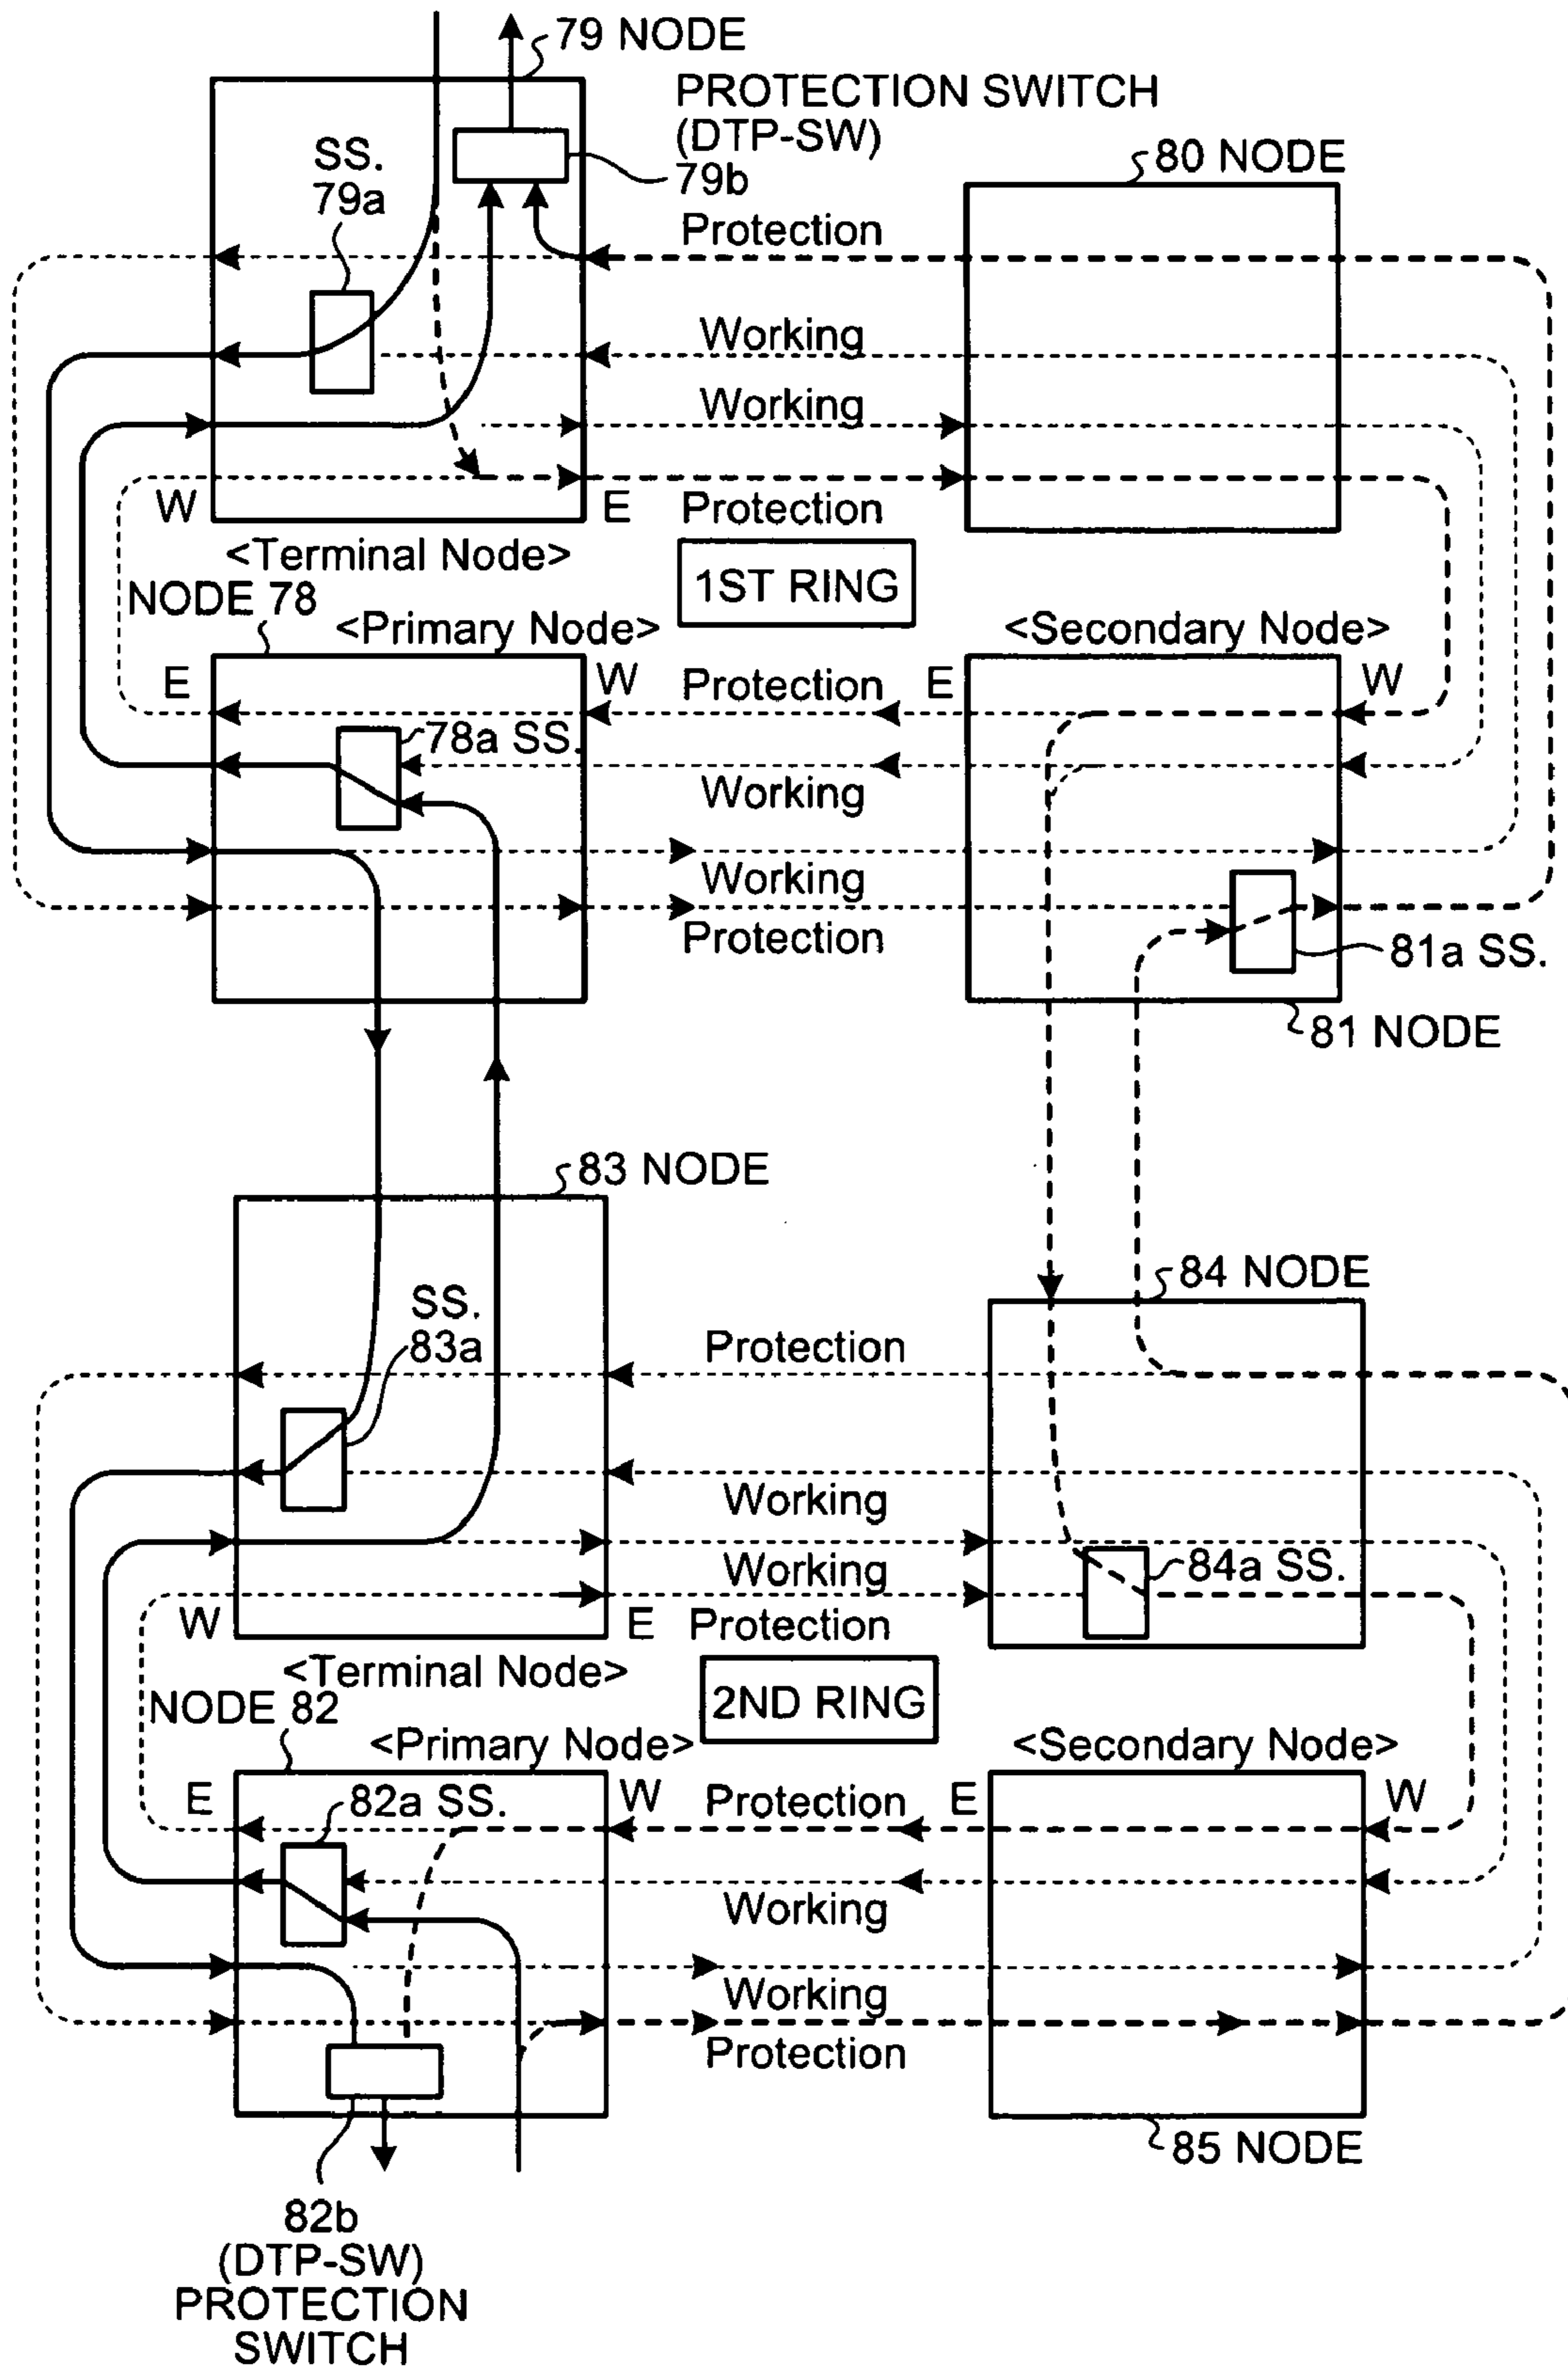 79 NODE
PROTECTION SWITCH
(DTP-SW)
79b
SS.
79a
80 NODE
Protection
Working
Working
W
E
Protection
<Terminal Node>
1ST RING
NODE 78
<Primary Node>
<Secondary Node>
E
W
Protection
E
W
78a SS.
Working
Working
Protection
81a SS.
81 NODE
83 NODE
84 NODE
SS.
83a
Protection
Working
Working
84a SS.
W
E
Protection
<Terminal Node>
2ND RING
NODE 82
<Primary Node>
<Secondary Node>
E
82a SS.
W
Protection
E
W
Working
Working
Protection
85 NODE
82b
(DTP-SW)
PROTECTION
SWITCH